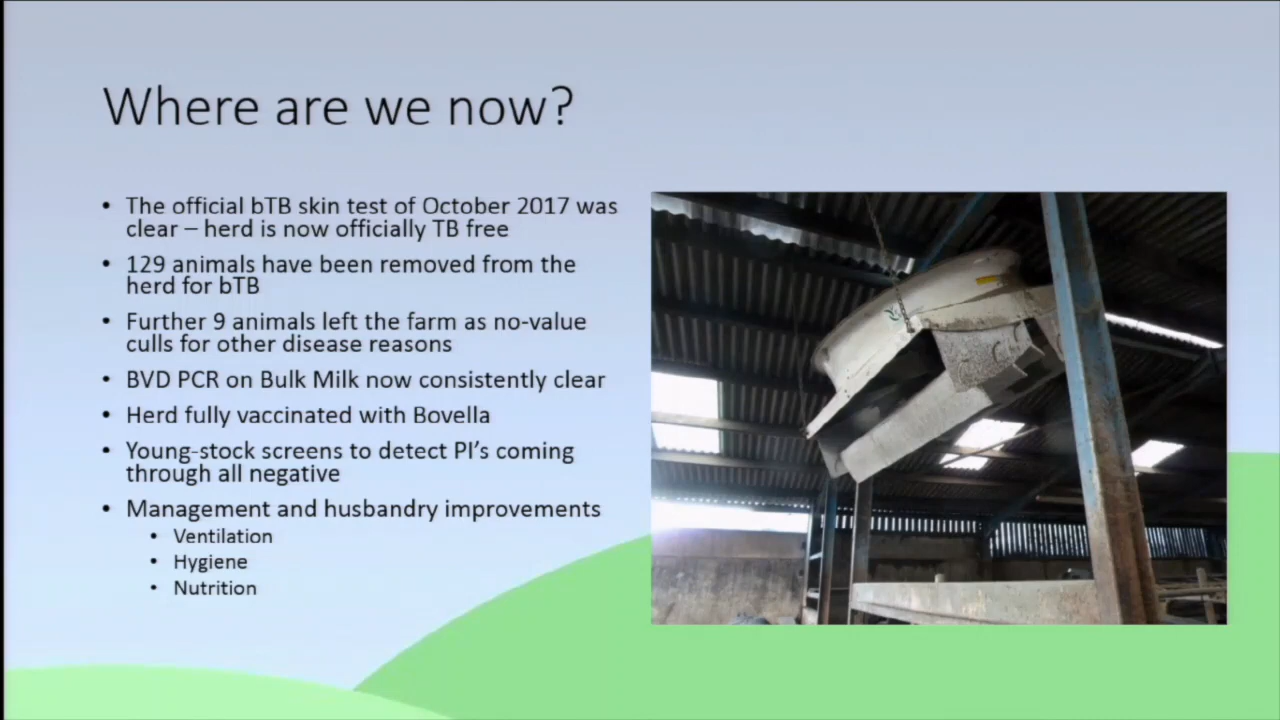 Where are we now?
• The official bTB skin test of October 2017 was
clear – herd is now officially TB free
• 129 animals have been removed from the
herd for bTB
• Further 9 animals left the farm as no-value
culls for other disease reasons
• BVD PCR on Bulk Milk now consistently clear
• Herd fully vaccinated with Bovella
• Young-stock screens to detect PI’s coming
through all negative
• Management and husbandry improvements
• Ventilation
• Hygiene
• Nutrition